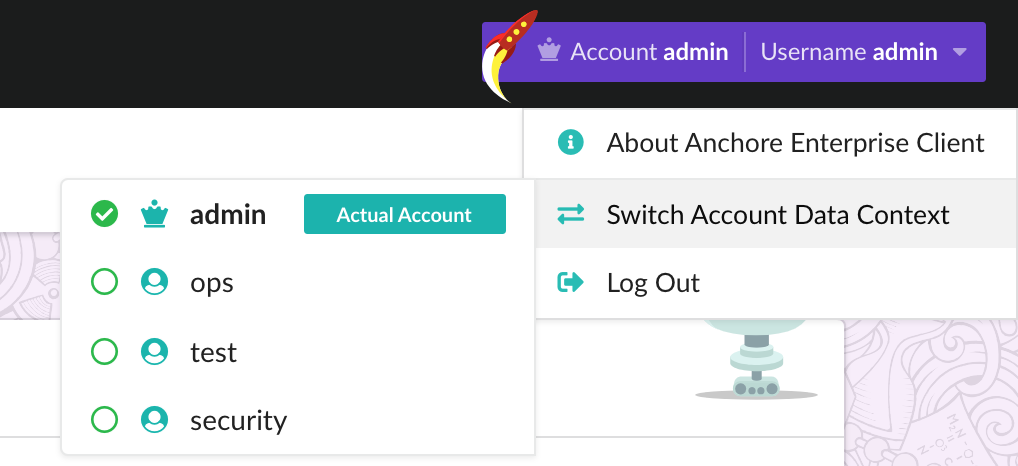 Account admin Username admin
About Anchore Enterprise Client
Switch Account Data Context
Log Out
admin Actual Account
ops
test
security